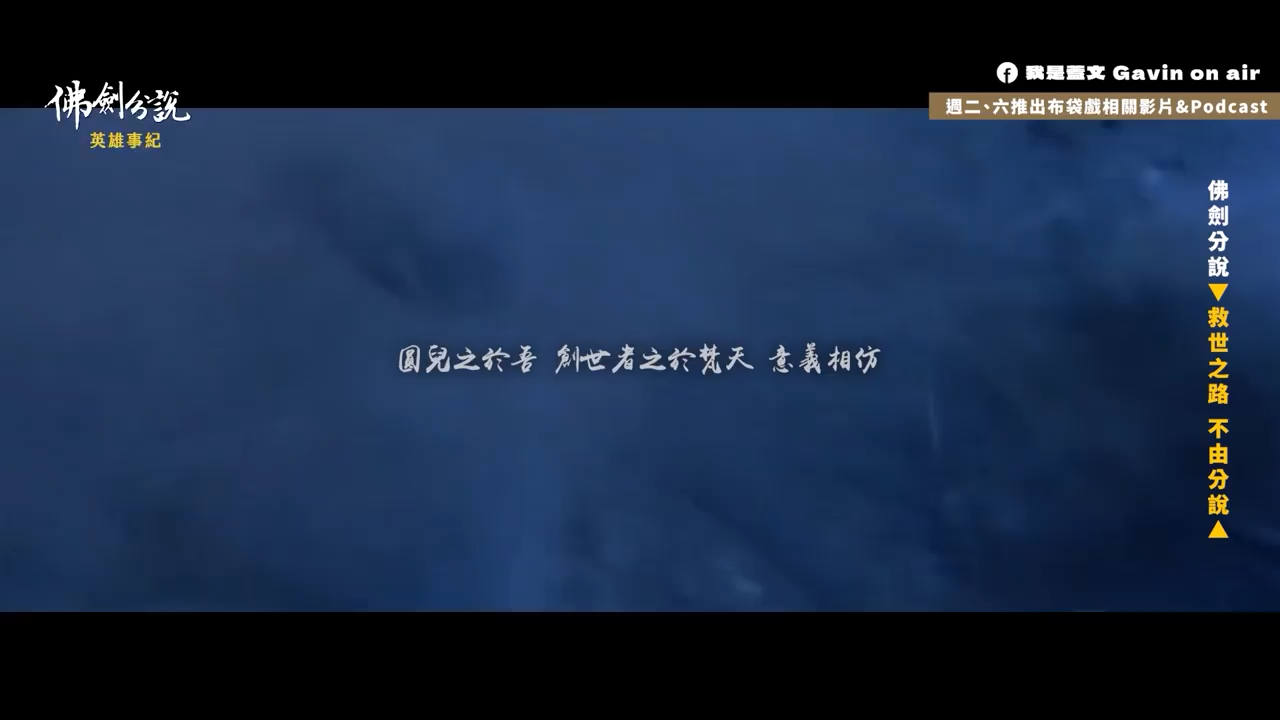 佛劍分說
英雄事紀
我是蓋文 Gavin on air
週二、六推出布袋戲相關影片&Podcast
圓兒之於吾 創世者之於梵天 意義相仿
佛劍分說▼救世之路 不由分說▲